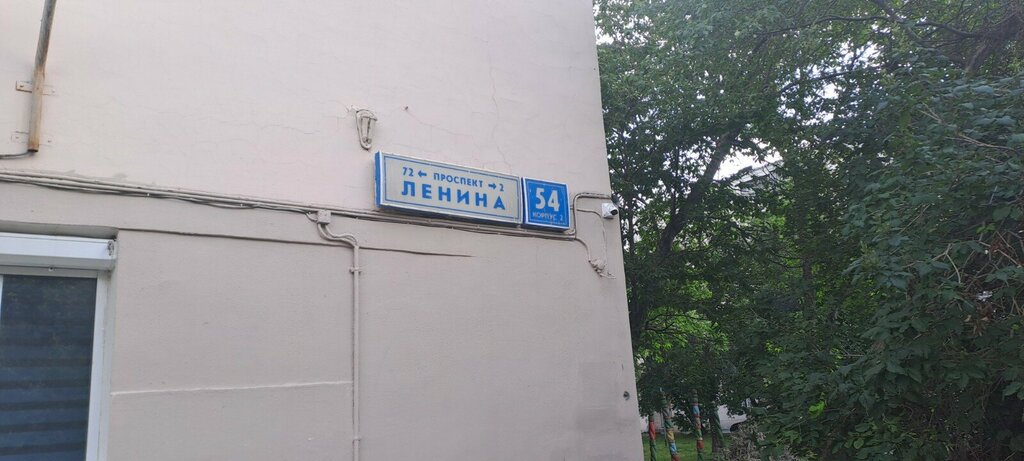 72 ← ПРОСПЕКТ → 2
ЛЕНИНА
54
КОРПУС 2